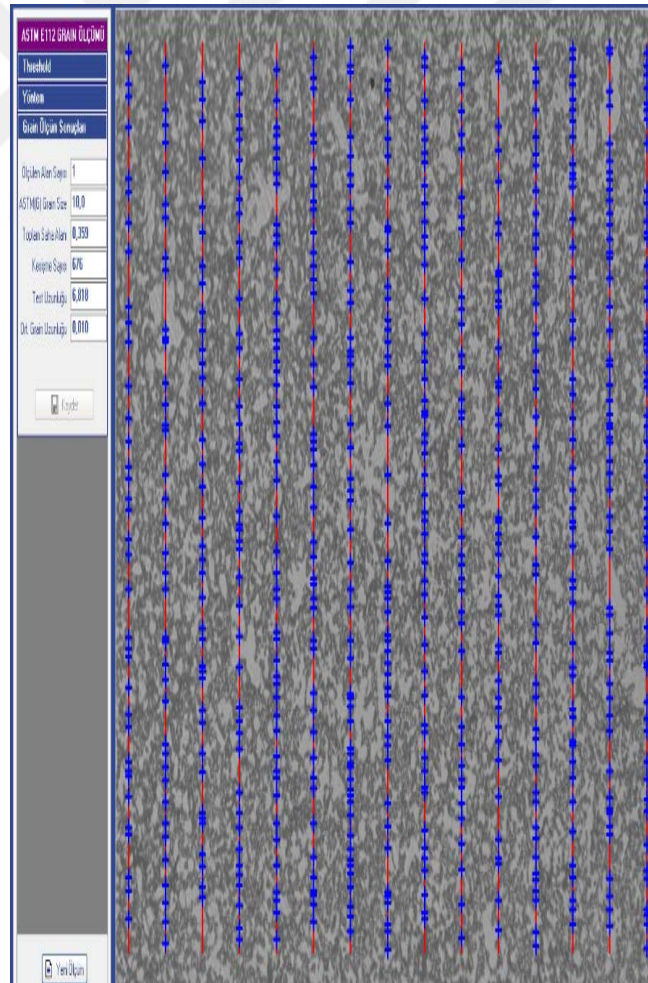 ASTM E112 GRAIN ÖLÇÜMÜ
Threshold
Yöntem
Grain Ölçüm Sonuçları
Ölçülen Alan Sayısı 1
ASTM(G) Grain Size 10,0
Toplam Saha Alanı 0,359
Kesişme Sayısı 676
Test Uzunluğu 6,818
Ort. Grain Uzunluğu 0,010
Kaydet
Yeni Ölçüm